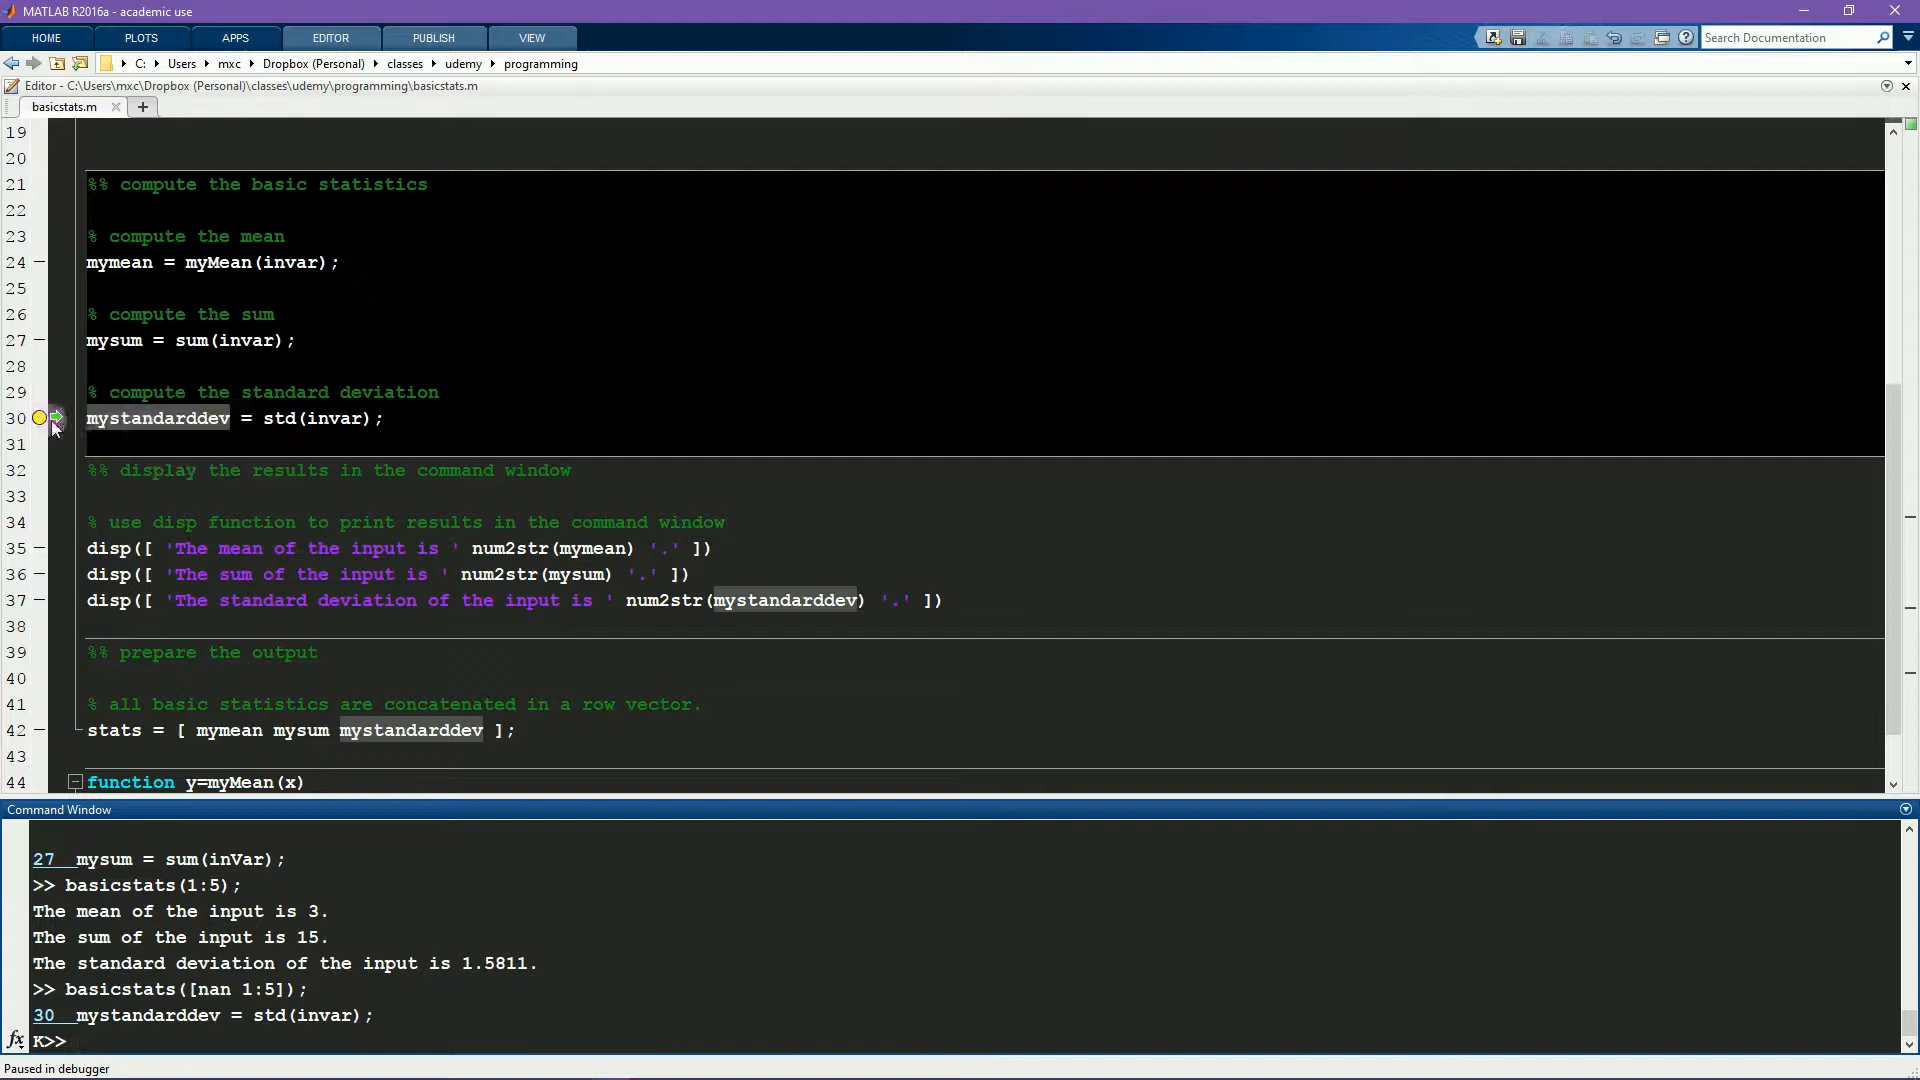 MATLAB R2016a - academic use
HOME PLOTS APPS EDITOR PUBLISH VIEW Search Documentation
C: Users mxc Dropbox (Personal) classes udemy programming
Editor - C:\Users\mxc\Dropbox (Personal)\classes\udemy\programming\basicstats.m
basicstats.m
19
20
21 %% compute the basic statistics
22
23 % compute the mean
24 mymean = myMean(invar);
25
26 % compute the sum
27 mysum = sum(invar);
28
29 % compute the standard deviation
30 mystandarddev = std(invar);
31
32 %% display the results in the command window
33
34 % use disp function to print results in the command window
35 disp([ 'The mean of the input is ' num2str(mymean) '.' ])
36 disp([ 'The sum of the input is ' num2str(mysum) '.' ])
37 disp([ 'The standard deviation of the input is ' num2str(mystandarddev) '.' ])
38
39 %% prepare the output
40
41 % all basic statistics are concatenated in a row vector.
42 stats = [ mymean mysum mystandarddev ];
43
44 function y=myMean(x)
Command Window
27 mysum = sum(inVar);
>> basicstats(1:5);
The mean of the input is 3.
The sum of the input is 15.
The standard deviation of the input is 1.5811.
>> basicstats([nan 1:5]);
30 mystandarddev = std(invar);
fx K>>
Paused in debugger